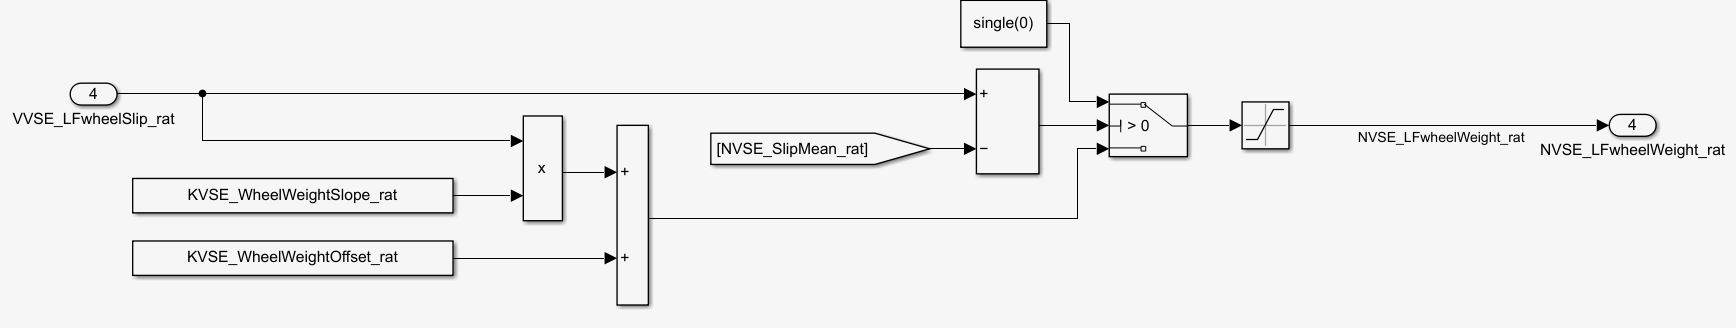 single(0)
4
VVSE_LFwheelSlip_rat
+
[NVSE_SlipMean_rat]
−
> 0
NVSE_LFwheelWeight_rat
4
NVSE_LFwheelWeight_rat
x
KVSE_WheelWeightSlope_rat
+
KVSE_WheelWeightOffset_rat
+